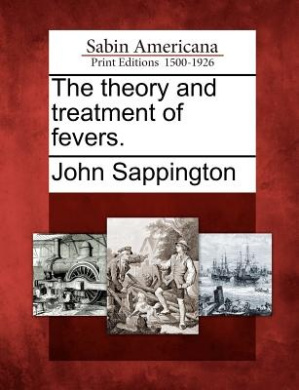 Sabin Americana
Print Editions 1500-1926
The theory and
treatment of
fevers.
John Sappington